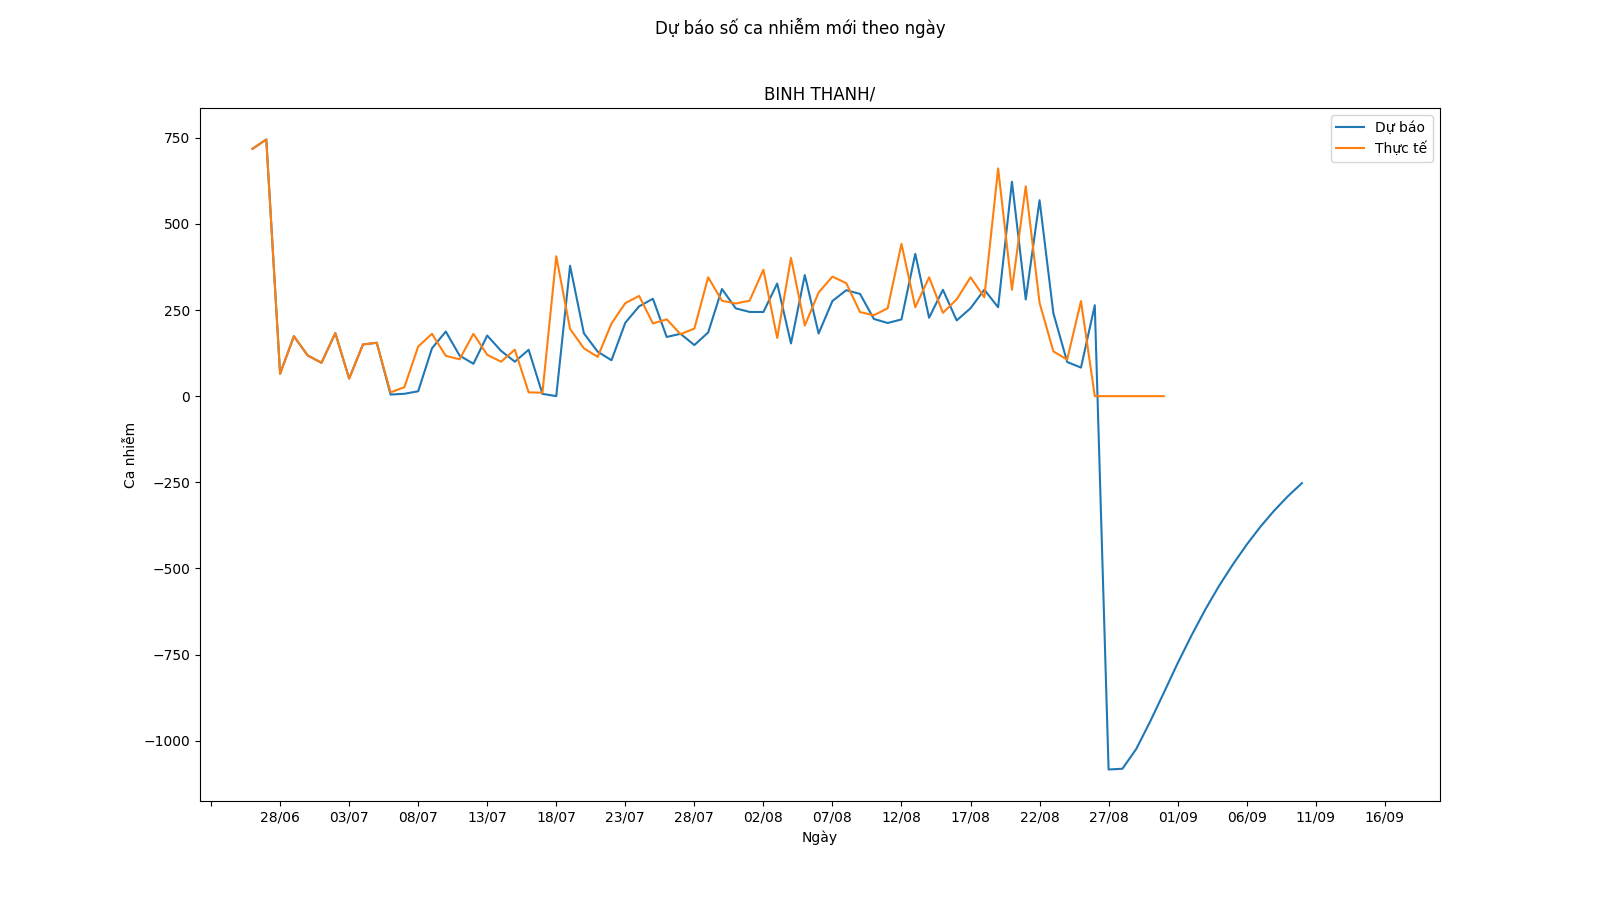 Dự báo số ca nhiễm mới theo ngày
BINH THANH/
Dự báo
Thực tế
750
500
250
0
−250
−500
−750
−1000
Ca nhiễm
28/06 03/07 08/07 13/07 18/07 23/07 28/07 02/08 07/08 12/08 17/08 22/08 27/08 01/09 06/09 11/09 16/09
Ngày